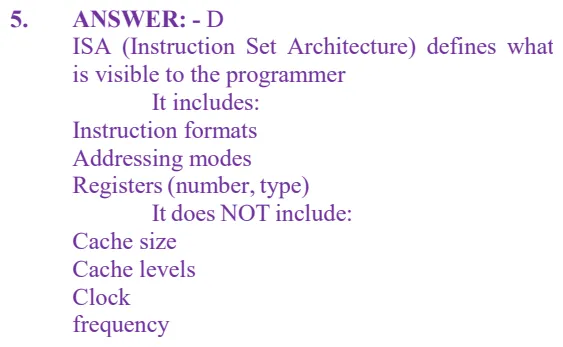 5. ANSWER: - D
ISA (Instruction Set Architecture) defines what
is visible to the programmer
It includes:
Instruction formats
Addressing modes
Registers (number, type)
It does NOT include:
Cache size
Cache levels
Clock
frequency